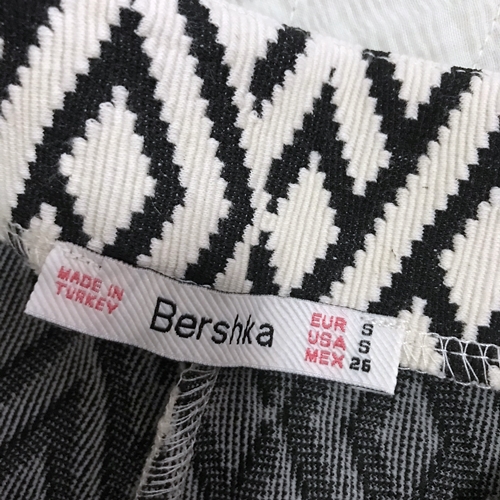 MADE IN
TURKEY
Bershka
EUR S
USA S
MEX 26